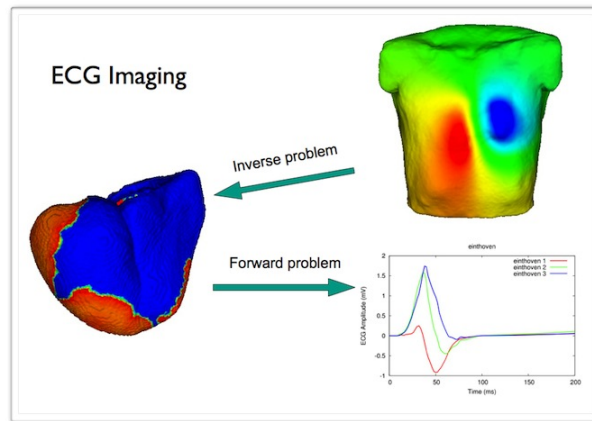 ECG Imaging
Inverse problem
Forward problem
einthoven
einthoven 1
einthoven 2
einthoven 3
ECG Amplitude (mV)
2
1.5
1
0.5
0
-0.5
-1
0
50
100
150
200
Time (ms)